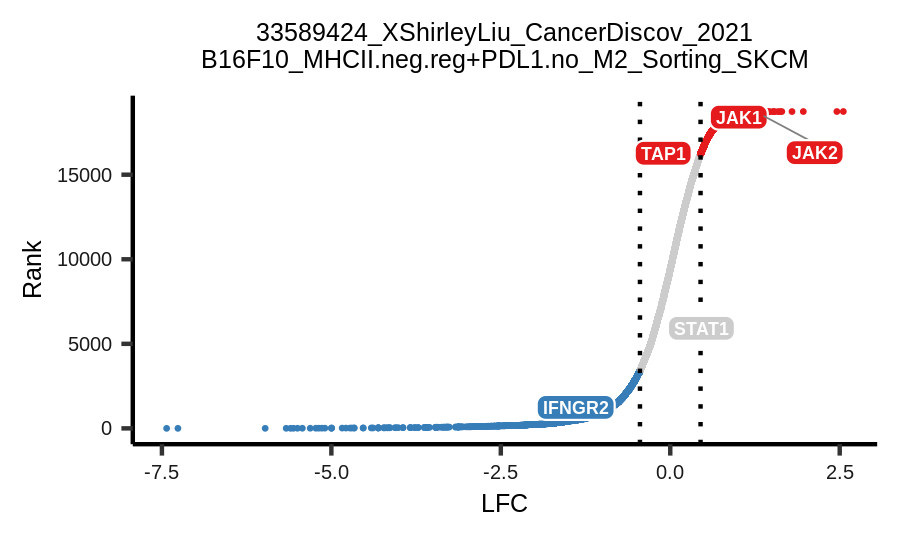 33589424_XShirleyLiu_CancerDiscov_2021
B16F10_MHCII.neg.reg+PDL1.no_M2_Sorting_SKCM
JAK1
TAP1
JAK2
15000
Rank
10000
STAT1
5000
IFNGR2
0
-7.5 -5.0 -2.5 0.0 2.5
LFC